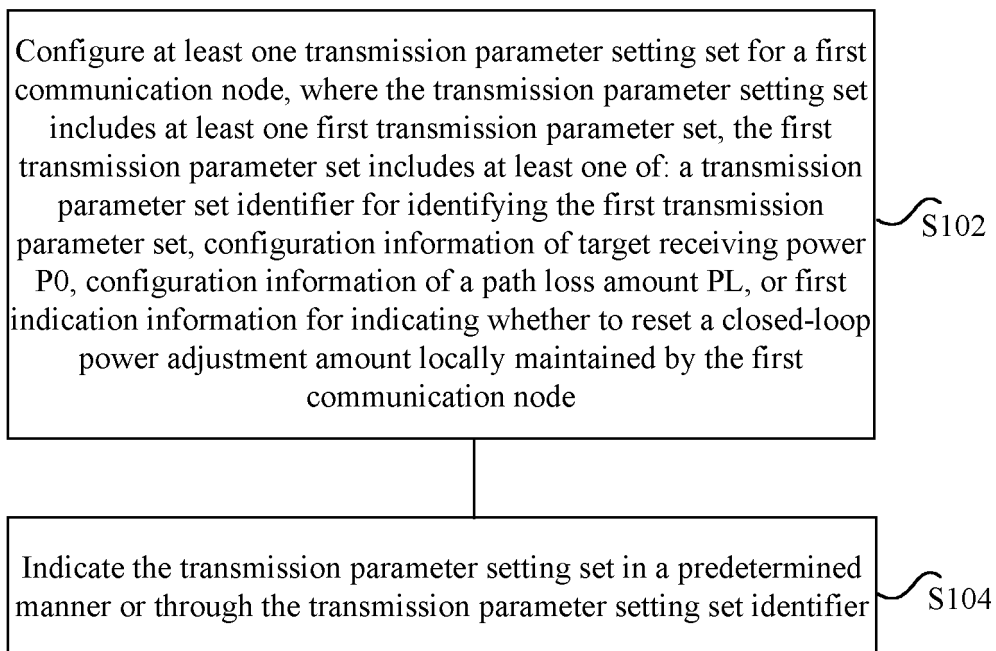 Configure at least one transmission parameter setting set for a first
communication node, where the transmission parameter setting set
includes at least one first transmission parameter set, the first
transmission parameter set includes at least one of: a transmission
parameter set identifier for identifying the first transmission
parameter set, configuration information of target receiving power
P0, configuration information of a path loss amount PL, or first
indication information for indicating whether to reset a closed-loop
power adjustment amount locally maintained by the first
communication node
S102
Indicate the transmission parameter setting set in a predetermined
manner or through the transmission parameter setting set identifier
S104